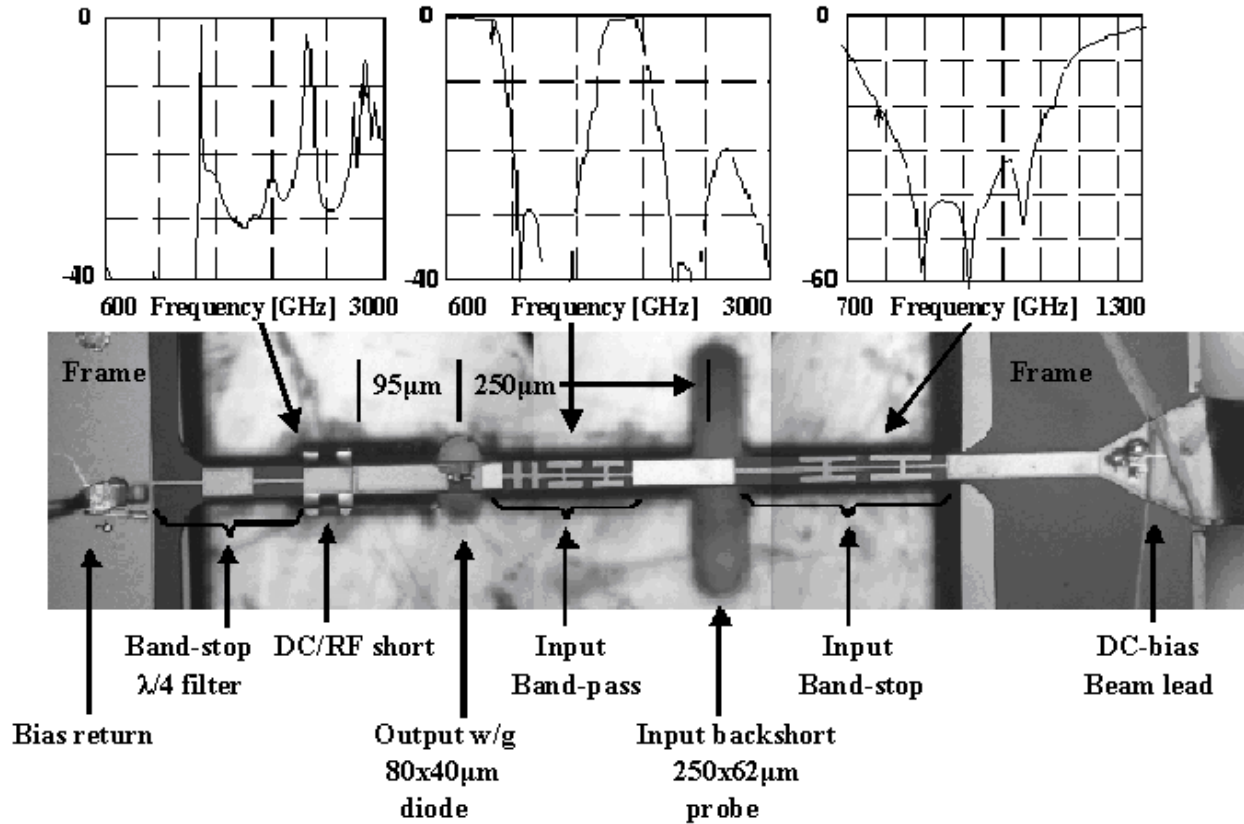 0
-40
600 Frequency [GHz] 3000
0
-40
600 Frequency [GHz] 3000
0
-60
700 Frequency [GHz] 1300
Frame
95μm
250μm
Frame
Band-stop
λ/4 filter
DC/RF short
Input
Band-pass
Input
Band-stop
DC-bias
Beam lead
Bias return
Output w/g
80x40μm
diode
Input backshort
250x62μm
probe